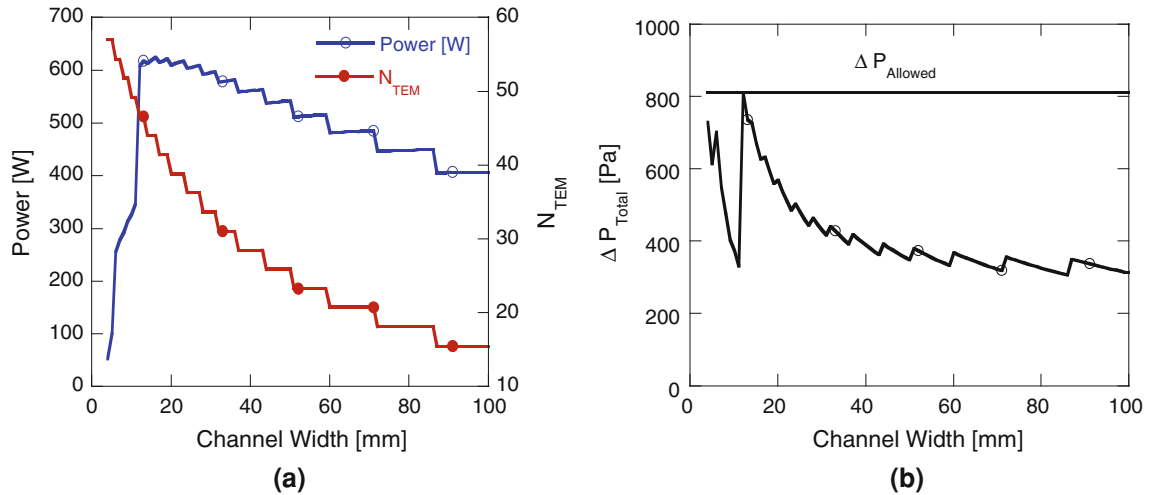 700
600
500
400
300
200
100
0
Power [W]
0 20 40 60 80 100
Channel Width [mm]
60
50
40
30
20
10
N_TEM
Power [W]
N_TEM
(a)
1000
800
600
400
200
0
Δ P_Total [Pa]
Δ P_Allowed
0 20 40 60 80 100
Channel Width [mm]
(b)